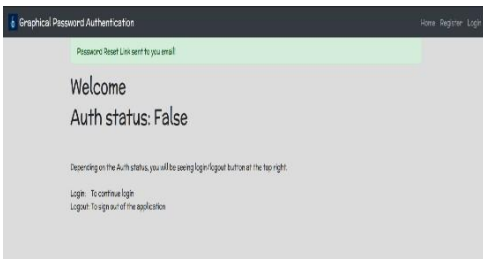 Graphical Password Authentication
Home Register Login
Password Reset Link sent to you email!
Welcome
Auth status: False
Depending on the Auth status, you will be seeing login/logout button at the top right.
Login: To continue login
Logout: To sign out of the application